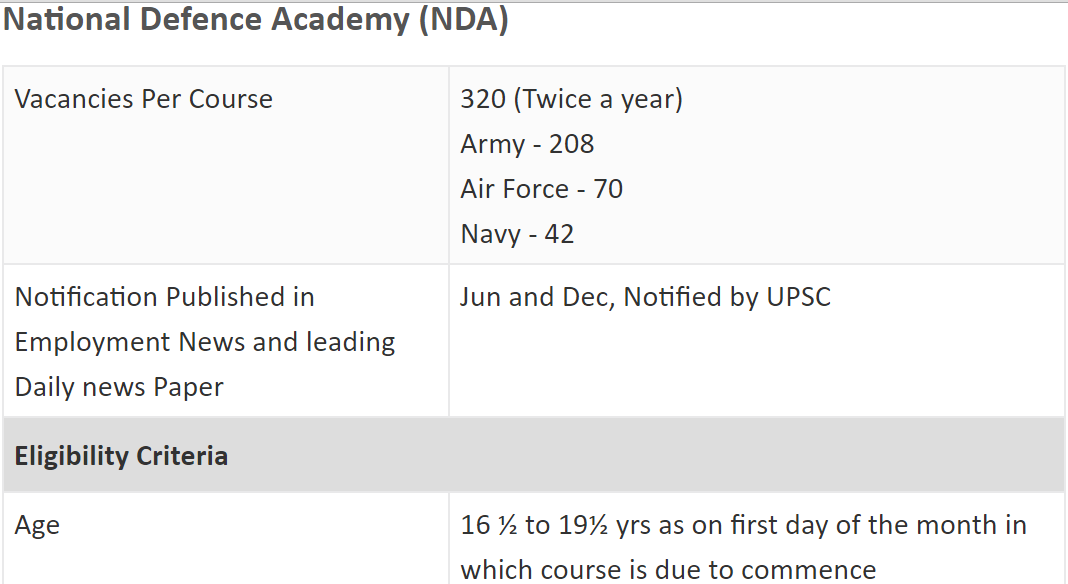 National Defence Academy (NDA)
Vacancies Per Course
320 (Twice a year)
Army - 208
Air Force - 70
Navy - 42
Notification Published in
Employment News and leading
Daily news Paper
Jun and Dec, Notified by UPSC
Eligibility Criteria
Age
16 ½ to 19½ yrs as on first day of the month in
which course is due to commence